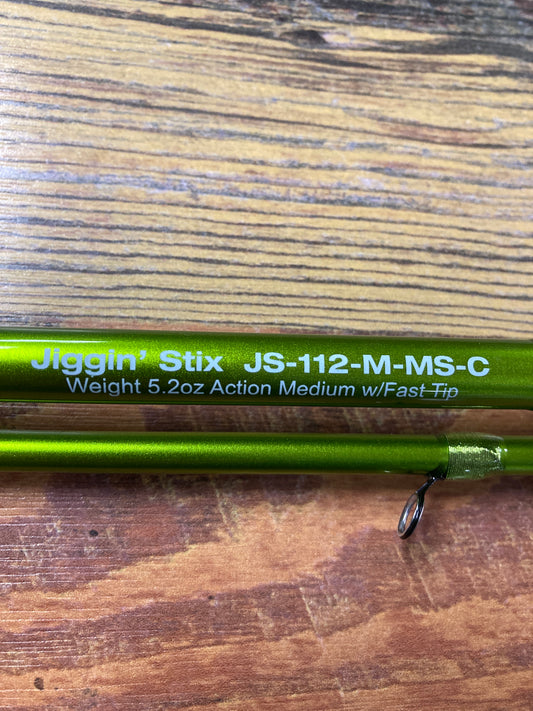 Jiggin' Stix JS-112-M-MS-C
Weight 5.2oz Action Medium w/Fast Tip